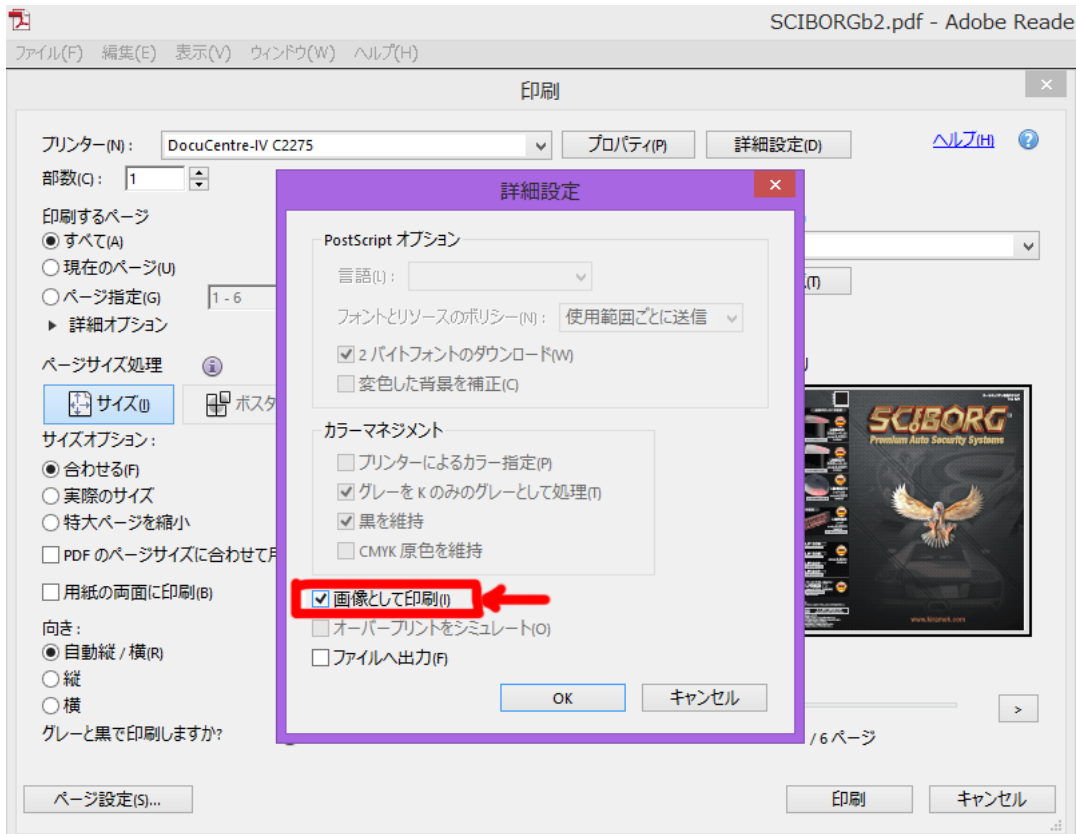 SCIBORGb2.pdf - Adobe Reade
ファイル(F) 編集(E) 表示(V) ウィンドウ(W) ヘルプ(H)
印刷
プリンター(N): DocuCentre-IV C2275 プロパティ(P) 詳細設定(D) ヘルプ(H)
部数(C): 1
印刷するページ
すべて(A)
現在のページ(U)
ページ指定(G) 1 - 6
詳細オプション
ページサイズ処理
サイズ(I) ポスタ
サイズオプション:
合わせる(F)
実際のサイズ
特大ページを縮小
PDF のページサイズに合わせて
用紙の両面に印刷(B)
向き:
自動縦 / 横(R)
縦
横
グレーと黒で印刷しますか?
詳細設定
PostScript オプション
言語(L):
フォントとリソースのポリシー(N): 使用範囲ごとに送信
2 バイトフォントのダウンロード(W)
変色した背景を補正(C)
カラーマネジメント
プリンターによるカラー指定(P)
グレーを K のみのグレーとして処理(T)
黒を維持
CMYK 原色を維持
画像として印刷(I)
オーバープリントをシミュレート(O)
ファイルへ出力(F)
OK キャンセル
(T)
SCIBORG
Premium Auto Security Systems
www.kinamek.com
>
/ 6 ページ
ページ設定(S)... 印刷 キャンセル